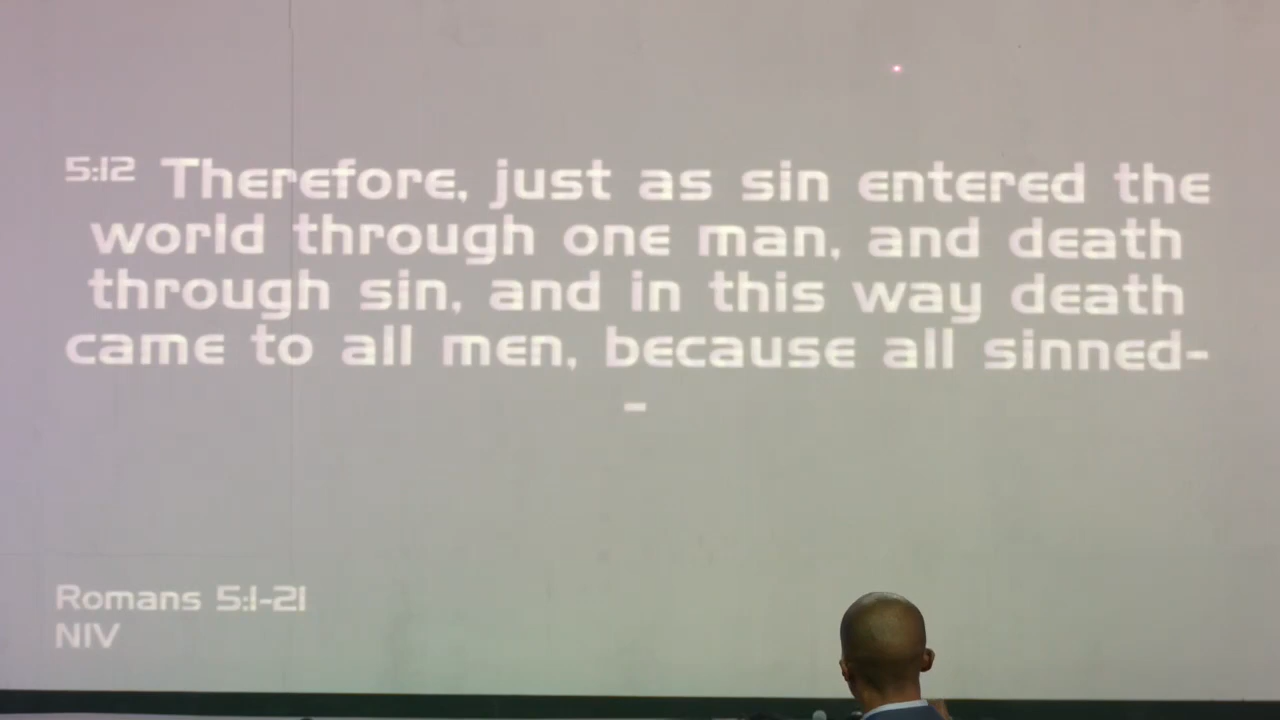 5:12 Therefore, just as sin entered the
world through one man, and death
through sin, and in this way death
came to all men, because all sinned-
-
Romans 5:1-21
NIV